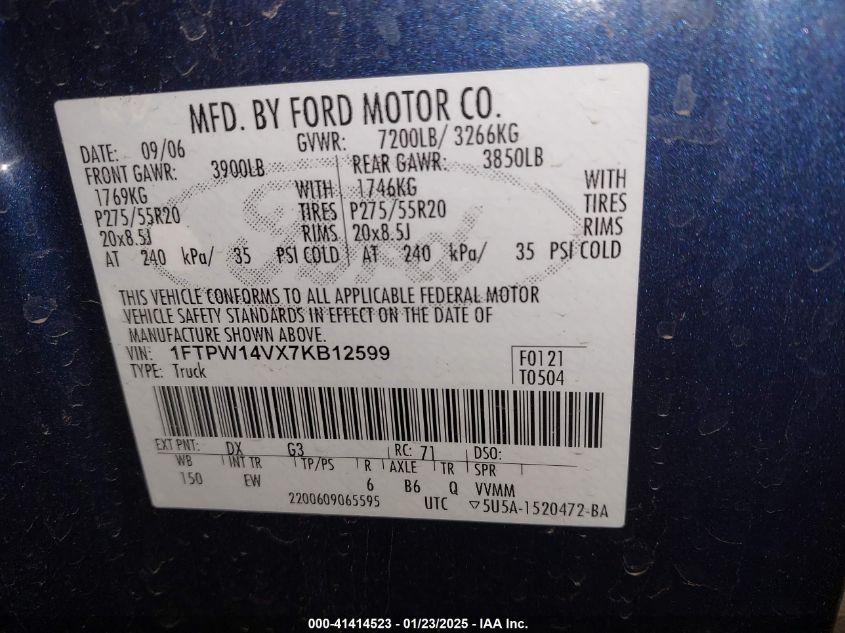 MFD. BY FORD MOTOR CO.
DATE: 09/06 GVWR: 7200LB/ 3266KG
FRONT GAWR: 3900LB REAR GAWR: 3850LB
1769KG WITH 1746KG WITH
P275/55R20 TIRES P275/55R20 TIRES
20x8.5J RIMS 20x8.5J RIMS
AT 240 kPa/ 35 PSI COLD AT 240 kPa/ 35 PSI COLD
Ford
THIS VEHICLE CONFORMS TO ALL APPLICABLE FEDERAL MOTOR
VEHICLE SAFETY STANDARDS IN EFFECT ON THE DATE OF
MANUFACTURE SHOWN ABOVE.
VIN: 1FTPW14VX7KB12599 F0121
TYPE: Truck T0504
EXT PNT: DX G3 RC: 71 DSO:
WB INT TR TP/PS R AXLE TR SPR
150 EW 6 B6 Q VVMM
2200609065595 UTC ▽5U5A-1520472-BA
000-41414523 — 01/23/2025 - IAA Inc.